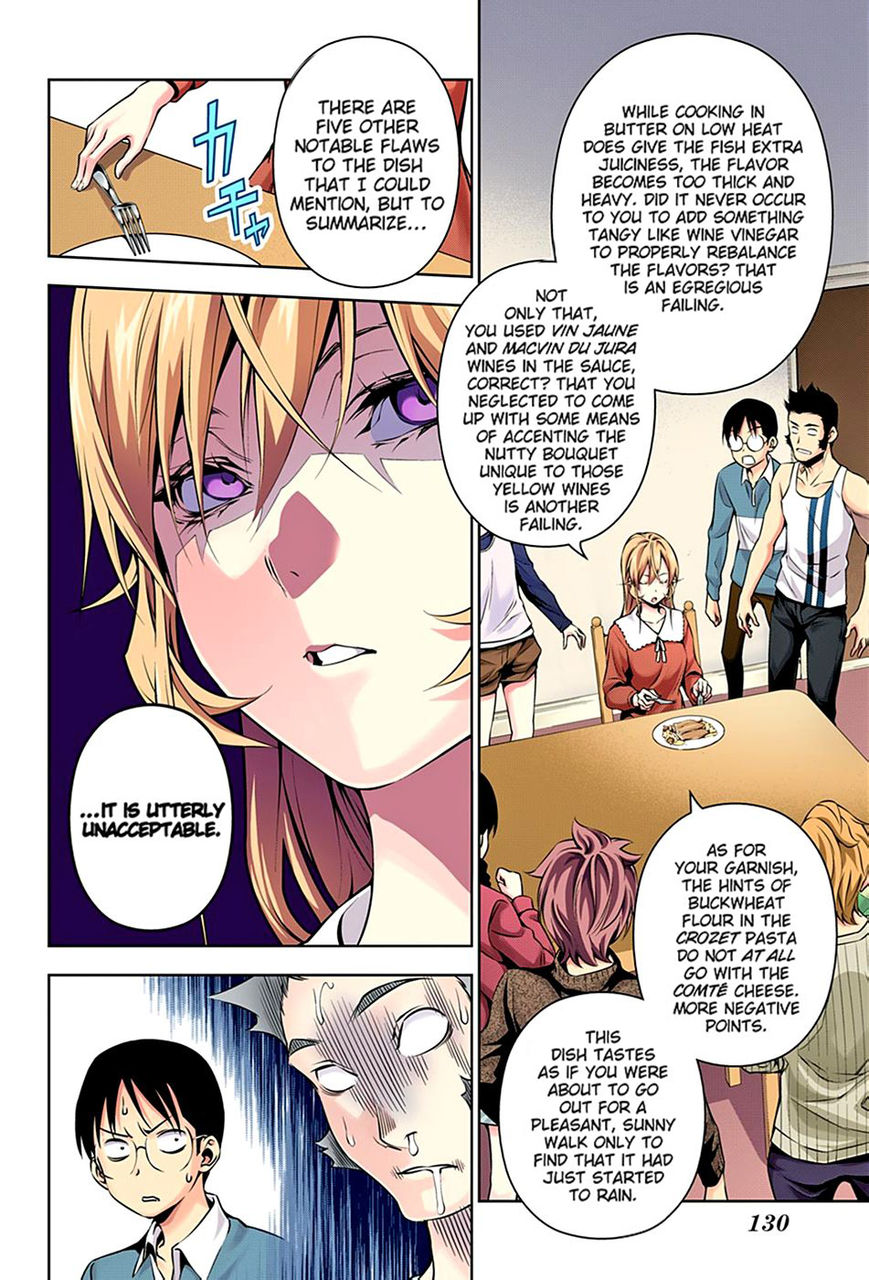 WHILE COOKING IN
BUTTER ON LOW HEAT
DOES GIVE THE FISH EXTRA
JUICINESS, THE FLAVOR
BECOMES TOO THICK AND
HEAVY. DID IT NEVER OCCUR
TO YOU TO ADD SOMETHING
TANGY LIKE WINE VINEGAR
TO PROPERLY REBALANCE
THE FLAVORS? THAT
IS AN EGREGIOUS
FAILING.
NOT
ONLY THAT,
YOU USED VIN JAUNE
AND MACVIN DU JURA
WINES IN THE SAUCE,
CORRECT? THAT YOU
NEGLECTED TO COME
UP WITH SOME MEANS
OF ACCENTING THE
NUTTY BOUQUET
UNIQUE TO THOSE
YELLOW WINES
IS ANOTHER
FAILING.
AS FOR
YOUR GARNISH,
THE HINTS OF
BUCKWHEAT
FLOUR IN THE
CROZET PASTA
DO NOT AT ALL
GO WITH THE
COMTÉ CHEESE.
MORE NEGATIVE
POINTS.
THIS
DISH TASTES
AS IF YOU WERE
ABOUT TO GO
OUT FOR A
PLEASANT, SUNNY
WALK ONLY TO
FIND THAT IT HAD
JUST STARTED
TO RAIN.
THERE ARE
FIVE OTHER
NOTABLE FLAWS
TO THE DISH
THAT I COULD
MENTION, BUT TO
SUMMARIZE...
カチャ
...IT IS UTTERLY
UNACCEPTABLE.
130